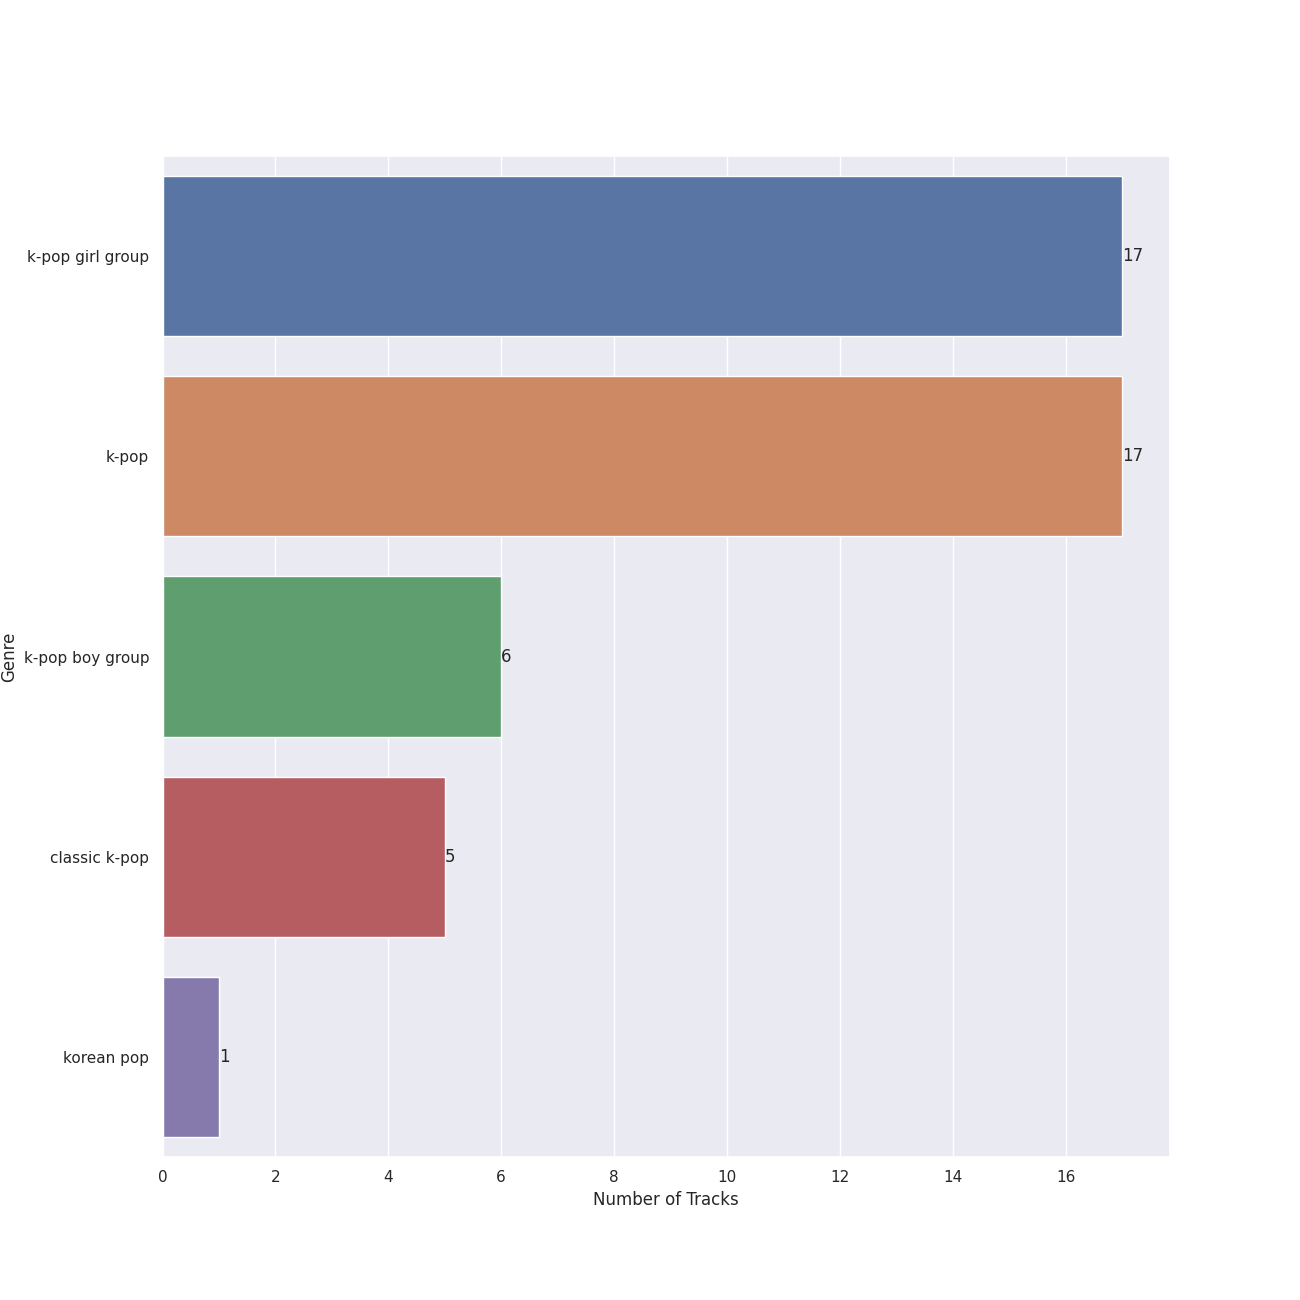 k-pop girl group
17
k-pop
17
Genre
k-pop boy group
6
classic k-pop
5
korean pop
1
0 2 4 6 8 10 12 14 16
Number of Tracks